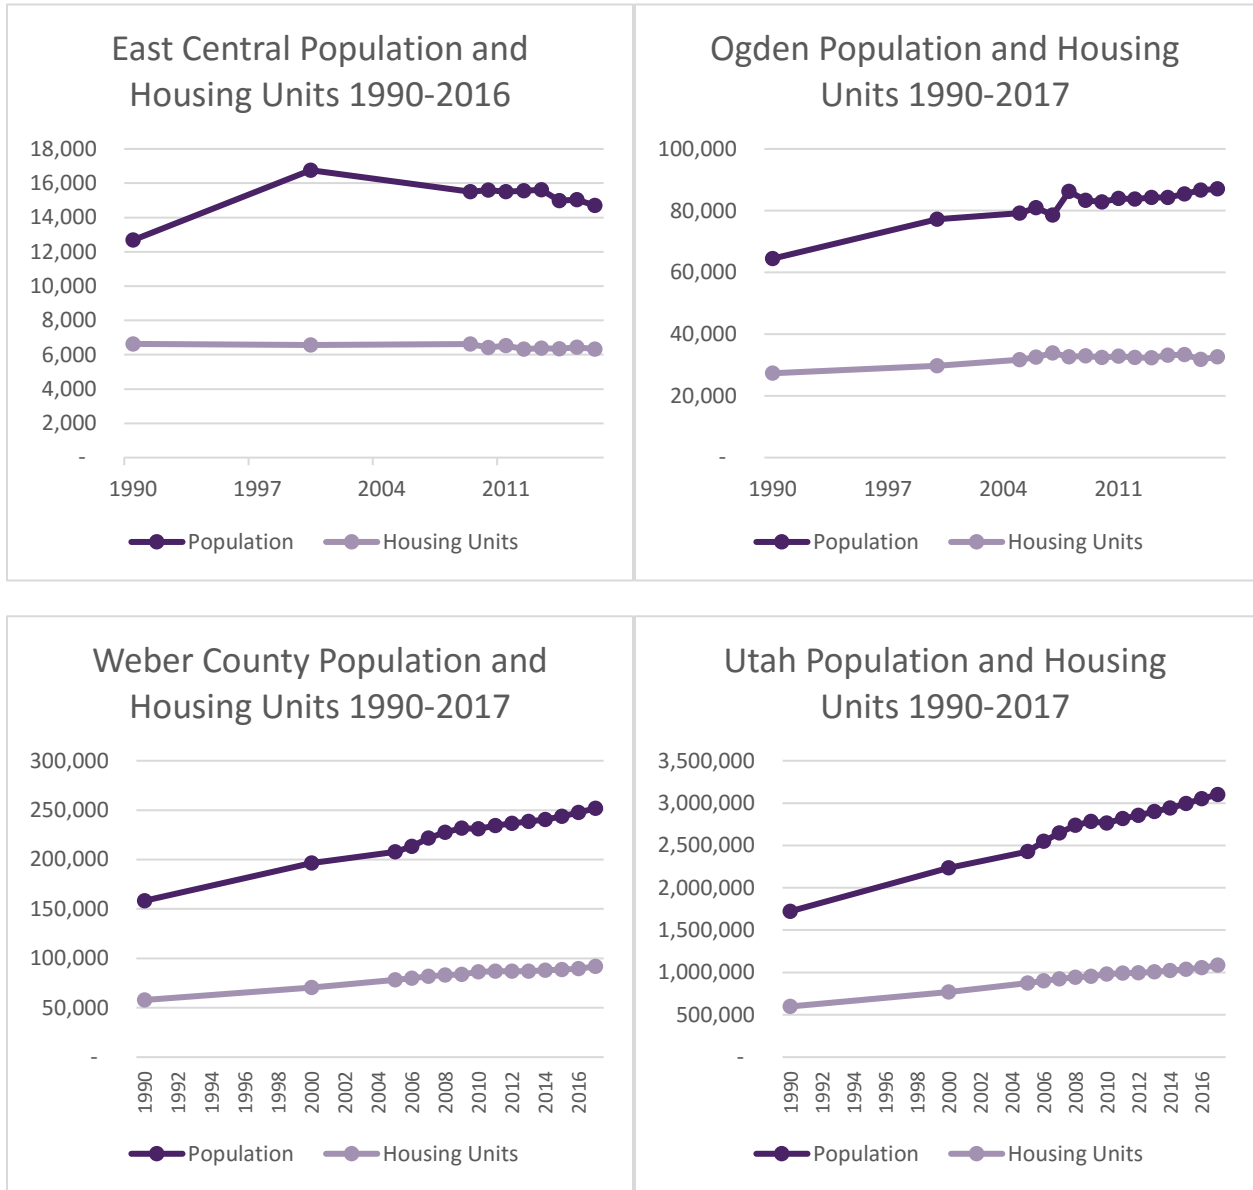 East Central Population and
Housing Units 1990-2016
18,000
16,000
14,000
12,000
10,000
8,000
6,000
4,000
2,000
-
1990 1997 2004 2011
Population Housing Units
Ogden Population and Housing
Units 1990-2017
100,000
80,000
60,000
40,000
20,000
-
1990 1997 2004 2011
Population Housing Units
Weber County Population and
Housing Units 1990-2017
300,000
250,000
200,000
150,000
100,000
50,000
-
1990 1992 1994 1996 1998 2000 2002 2004 2006 2008 2010 2012 2014 2016
Population Housing Units
Utah Population and Housing
Units 1990-2017
3,500,000
3,000,000
2,500,000
2,000,000
1,500,000
1,000,000
500,000
-
1990 1992 1994 1996 1998 2000 2002 2004 2006 2008 2010 2012 2014 2016
Population Housing Units